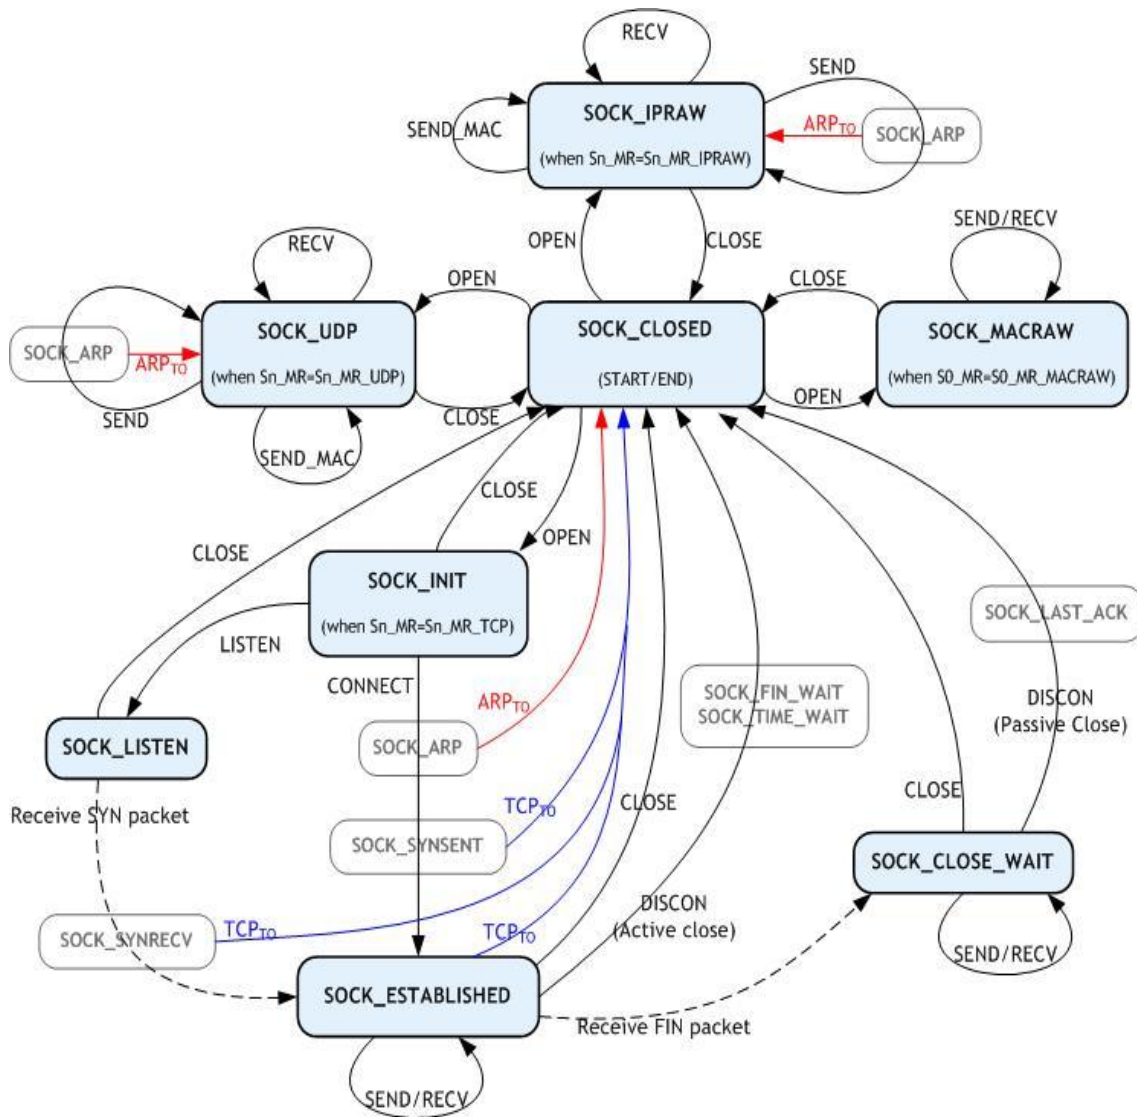 RECV
SEND
SOCK_IPRAW
SEND_MAC
ARPTO
SOCK_ARP
(when Sn_MR=Sn_MR_IPRAW)
SEND/RECV
OPEN
CLOSE
RECV
OPEN
CLOSE
SOCK_UDP
SOCK_CLOSED
SOCK_MACRAW
SOCK_ARP
ARPTO
(when Sn_MR=Sn_MR_UDP)
(START/END)
(when S0_MR=S0_MR_MACRAW)
OPEN
SEND
CLOSE
SEND_MAC
CLOSE
OPEN
CLOSE
SOCK_INIT
(when Sn_MR=Sn_MR_TCP)
SOCK_LAST_ACK
LISTEN
CONNECT
SOCK_FIN_WAIT
SOCK_TIME_WAIT
ARPTO
DISCON
(Passive Close)
SOCK_LISTEN
SOCK_ARP
CLOSE
Receive SYN packet
TCPTO
CLOSE
SOCK_SYNSENT
SOCK_CLOSE_WAIT
DISCON
(Active close)
SOCK_SYNRECV
TCPTO
TCPTO
SEND/RECV
SOCK_ESTABLISHED
Receive FIN packet
SEND/RECV